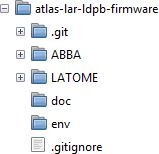 atlas-lar-ldpb-firmware
.git
ABBA
LATOME
doc
env
.gitignore